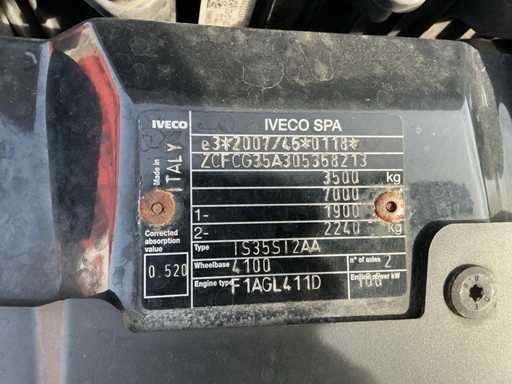 IVECO IVECO SPA
e3*2007/46*0118*
ZCFCG35A305368213
3500 kg
7000
1- 1900
2- 2240 kg
Made in ITALY
Corrected absorption value
0.520
Type IS35SI2AA
Wheelbase 4100 n° of axles 2
Engine type F1AGL411D Engine power kW 100